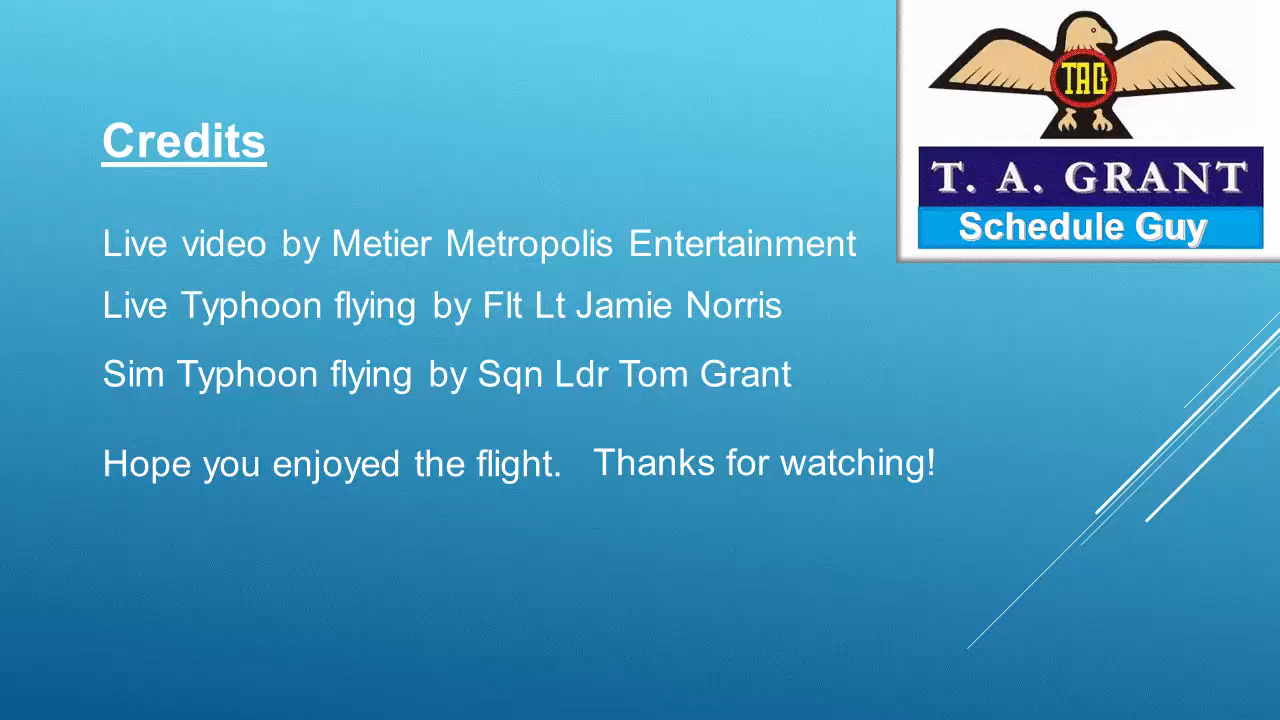 Credits
Live video by Metier Metropolis Entertainment
Live Typhoon flying by Flt Lt Jamie Norris
Sim Typhoon flying by Sqn Ldr Tom Grant
Hope you enjoyed the flight. Thanks for watching!
TAG
T. A. GRANT
Schedule Guy